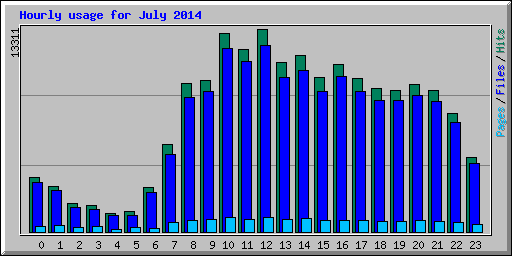 Hourly usage for July 2014
13311
Pages / Files / Hits
0 1 2 3 4 5 6 7 8 9 10 11 12 13 14 15 16 17 18 19 20 21 22 23